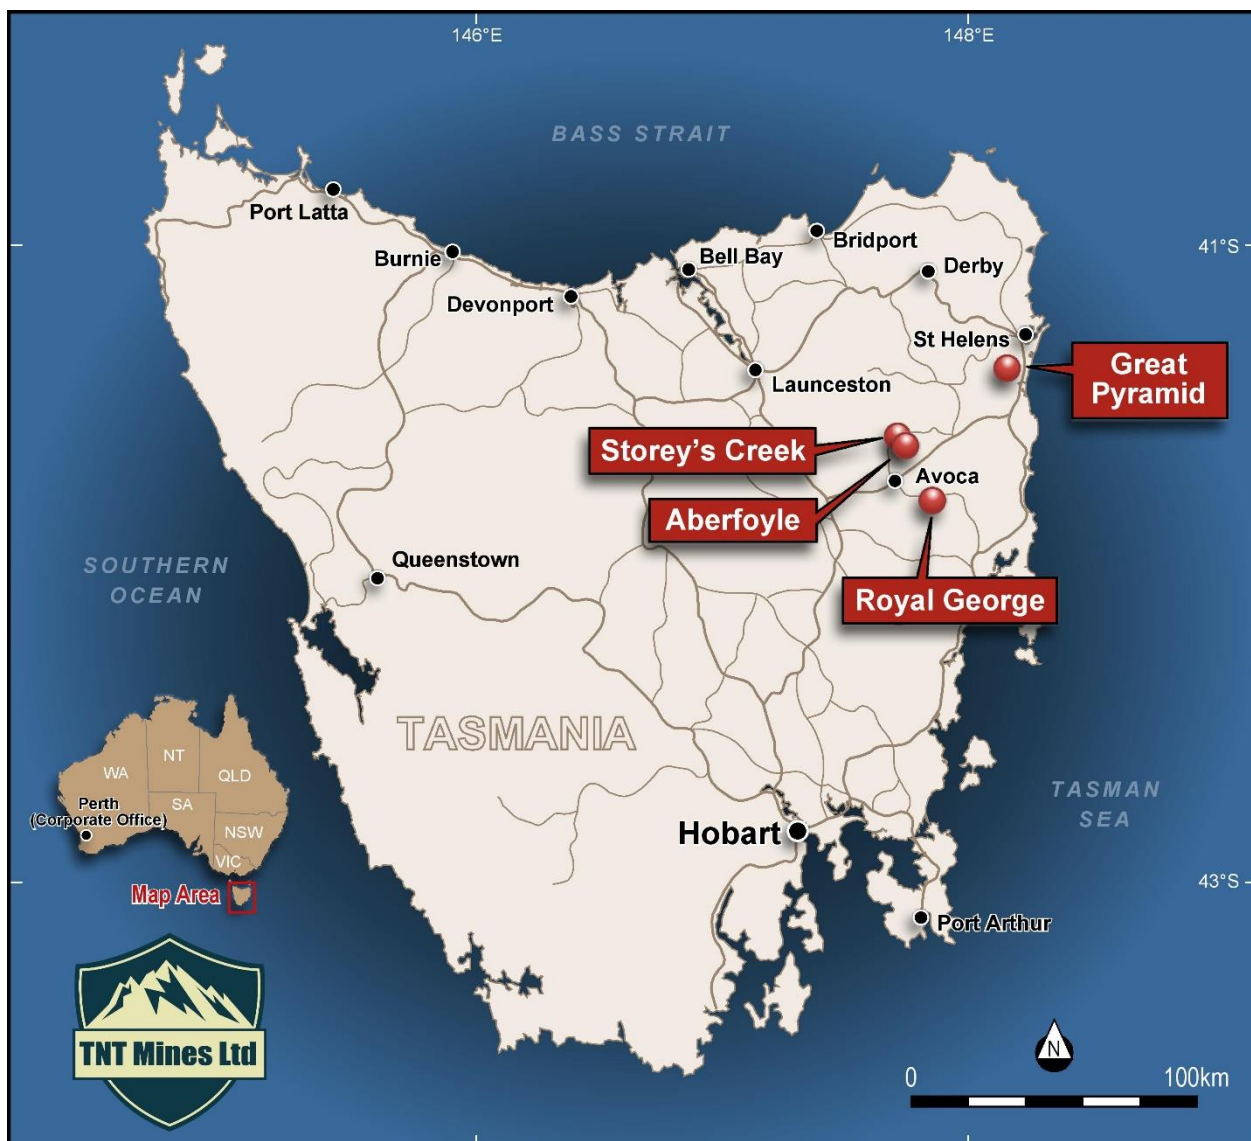 146°E
148°E
BASS STRAIT
Port Latta
Burnie
Devonport
Bell Bay
Bridport
Derby
41°S
St Helens
Great
Pyramid
Launceston
Storey's Creek
Avoca
Aberfoyle
Royal George
SOUTHERN
OCEAN
Queenstown
TASMANIA
TASMAN
SEA
Hobart
Port Arthur
43°S
NT
WA
QLD
SA
Perth
(Corporate Office)
NSW
VIC
Map Area
TNT Mines Ltd
N
0
100km